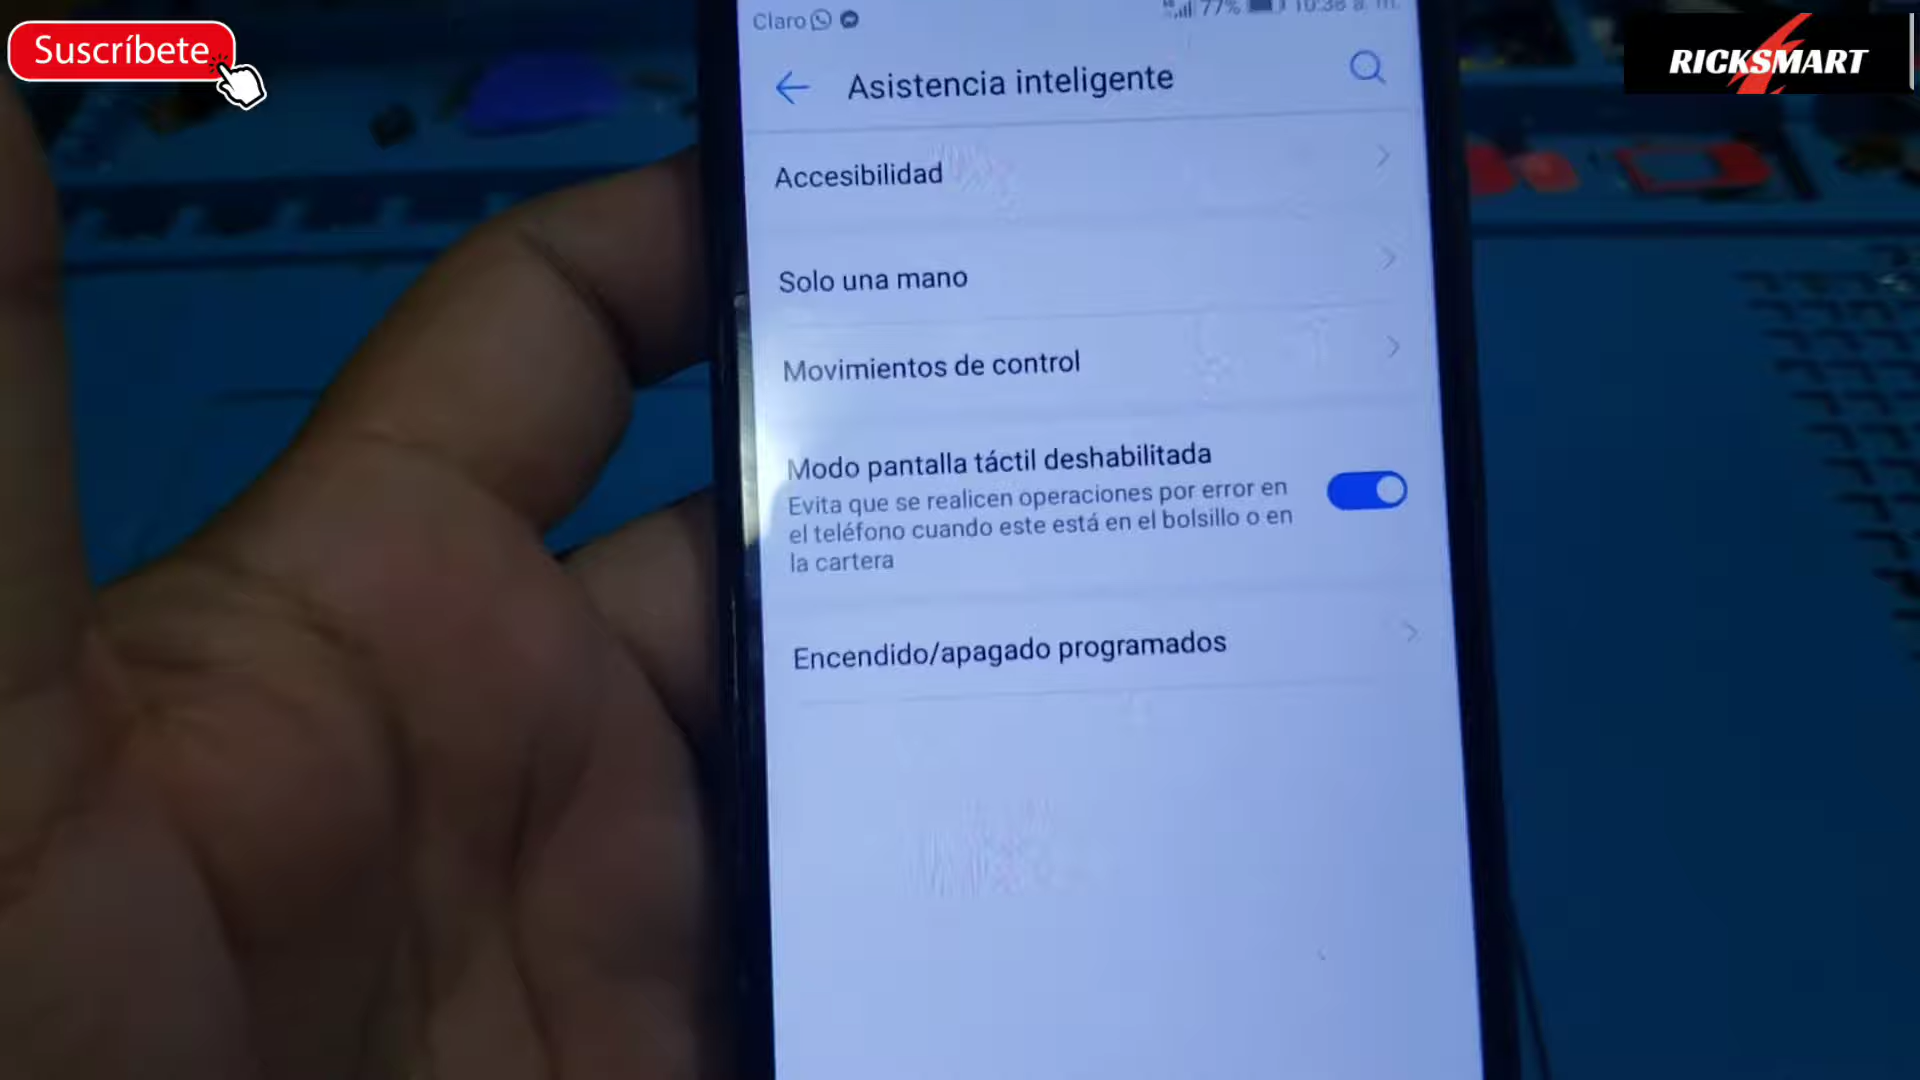 Suscríbete
RICKSMART
Claro
77%
Asistencia inteligente
Accesibilidad
Solo una mano
Movimientos de control
Modo pantalla táctil deshabilitada
Evita que se realicen operaciones por error en
el teléfono cuando este está en el bolsillo o en
la cartera
Encendido/apagado programados